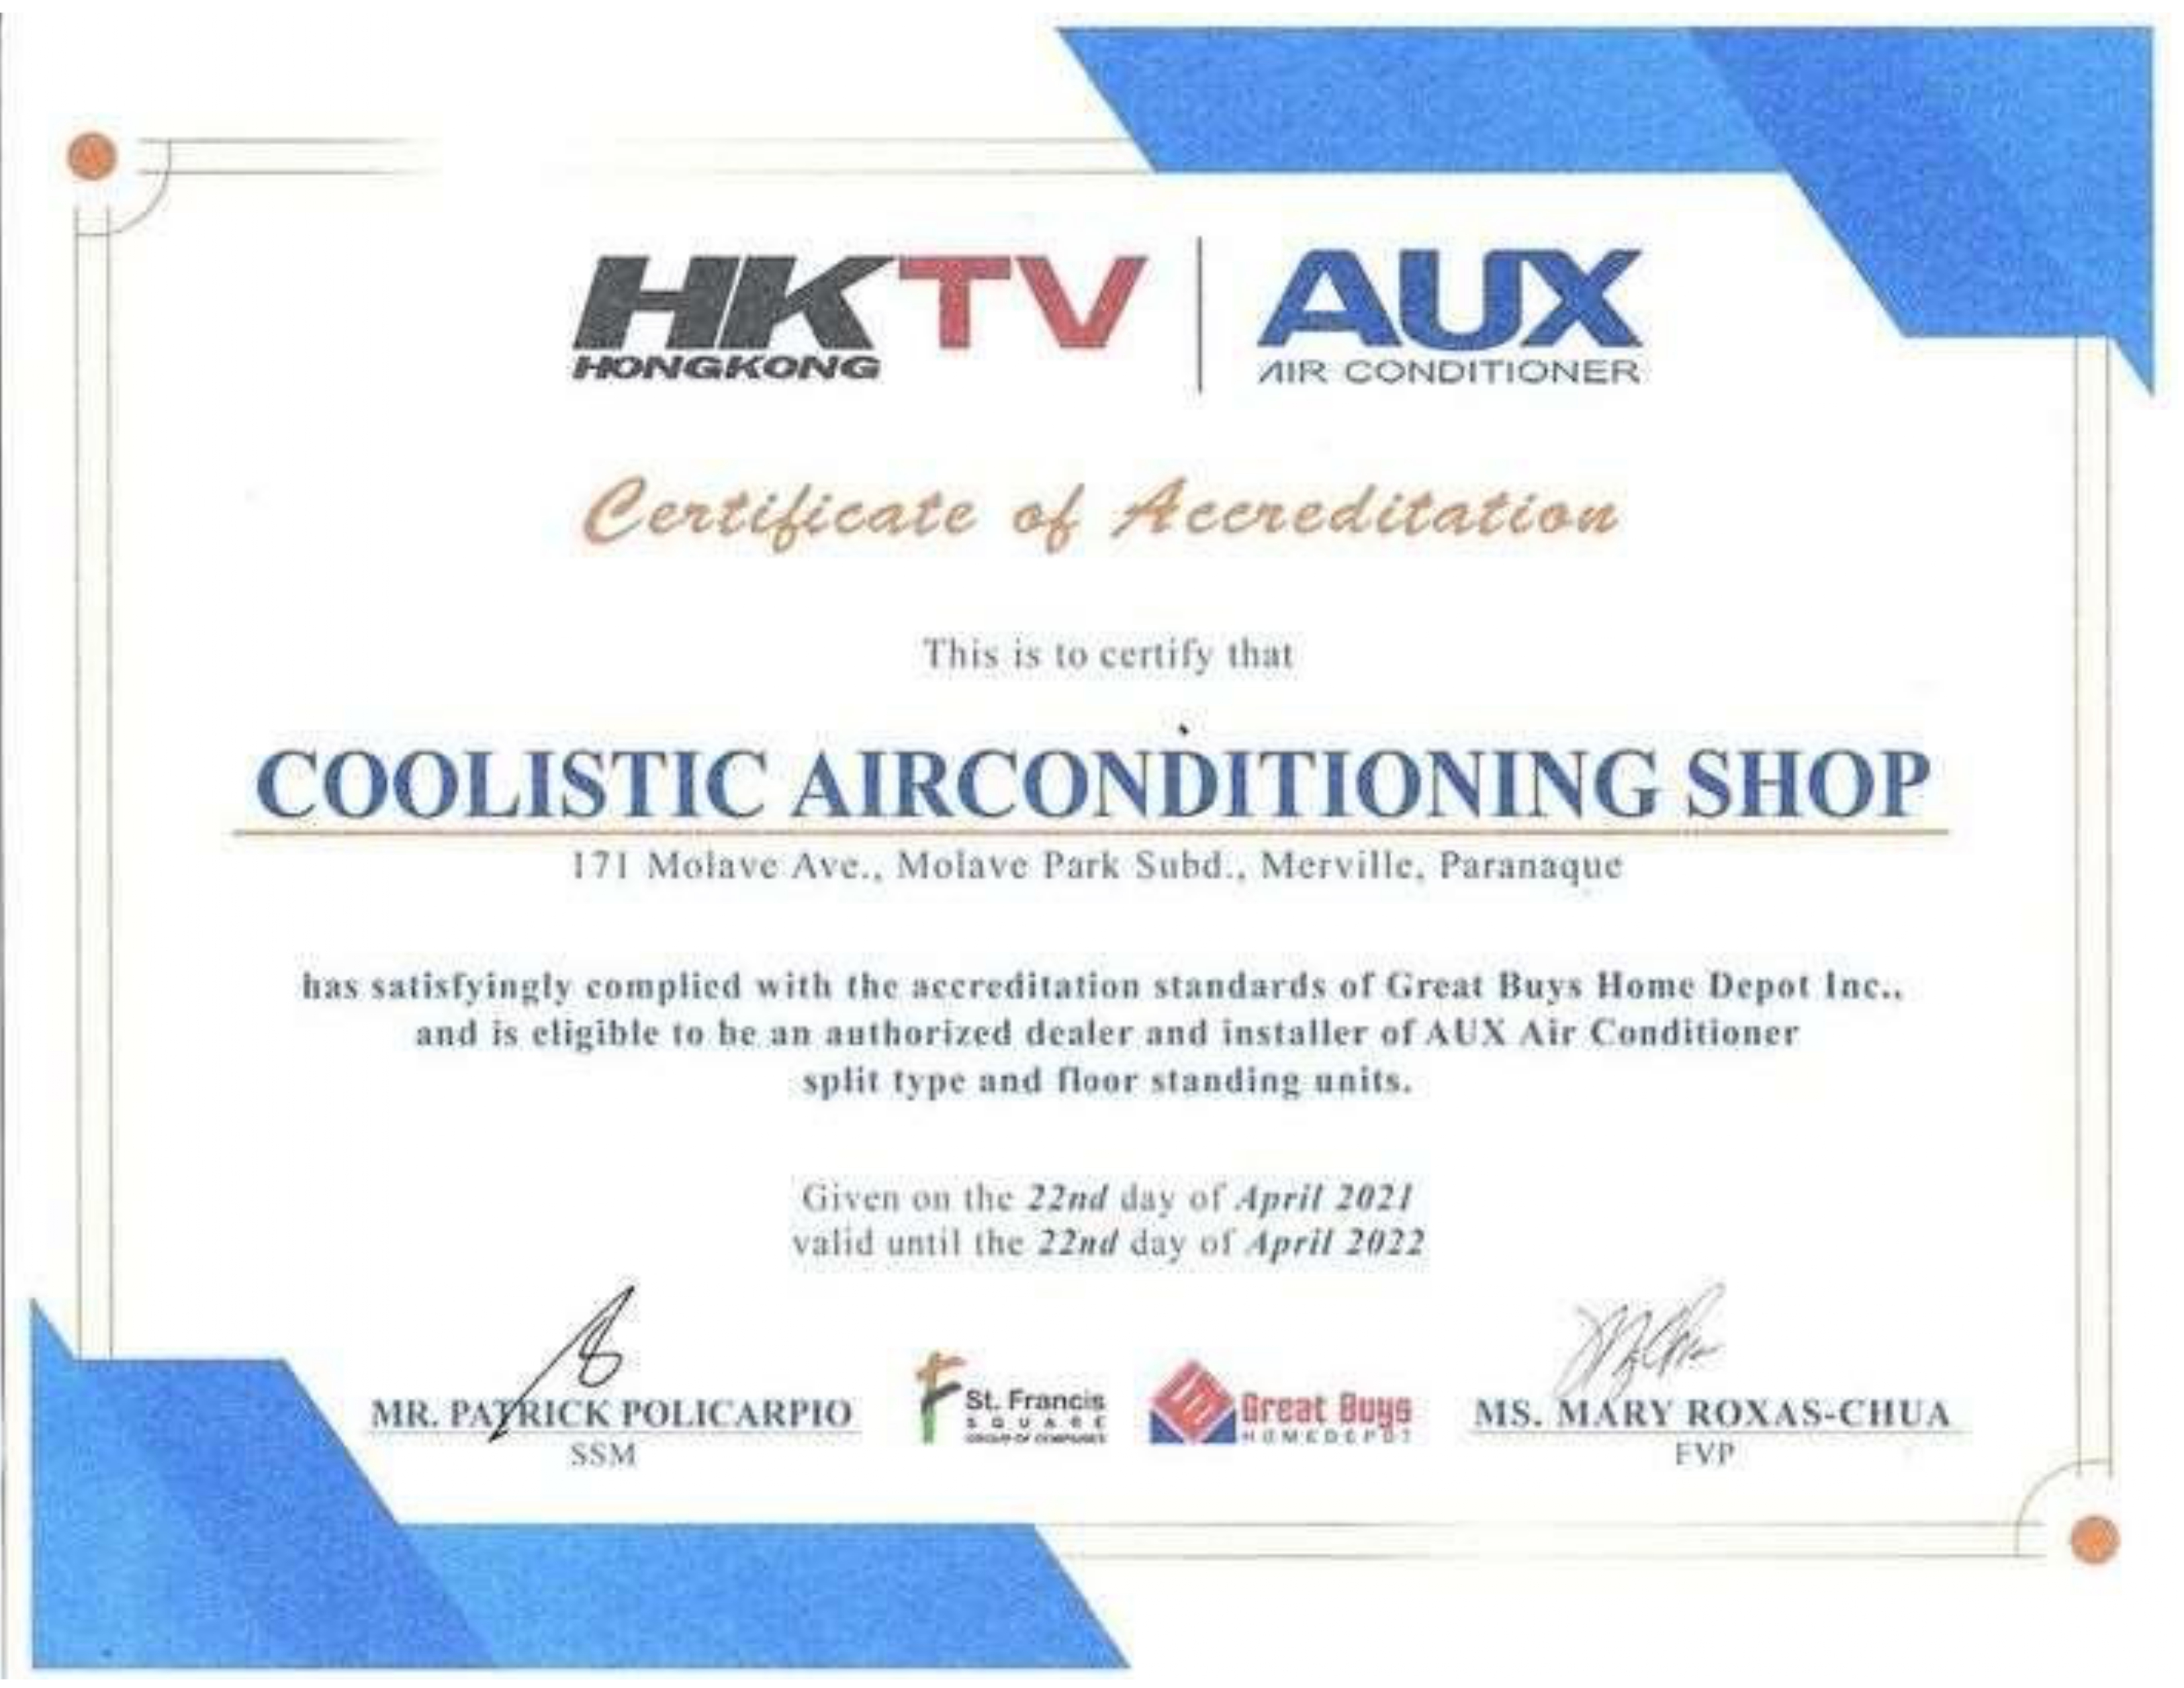 HKTV
HONGKONG
AUX
AIR CONDITIONER
Certificate of Accreditation
This is to certify that
COOLISTIC AIRCONDITIONING SHOP
171 Molave Ave., Molave Park Subd., Merville, Paranaque
has satisfyingly complied with the accreditation standards of Great Buys Home Depot Inc.,
and is eligible to be an authorized dealer and installer of AUX Air Conditioner
split type and floor standing units.
Given on the 22nd day of April 2021
valid until the 22nd day of April 2022
MR. PATRICK POLICARPIO
SSM
St. Francis
SQUARE
GROUP OF COMPANIES
Great Buys
HOMEDEPOT
MS. MARY ROXAS-CHUA
FVP